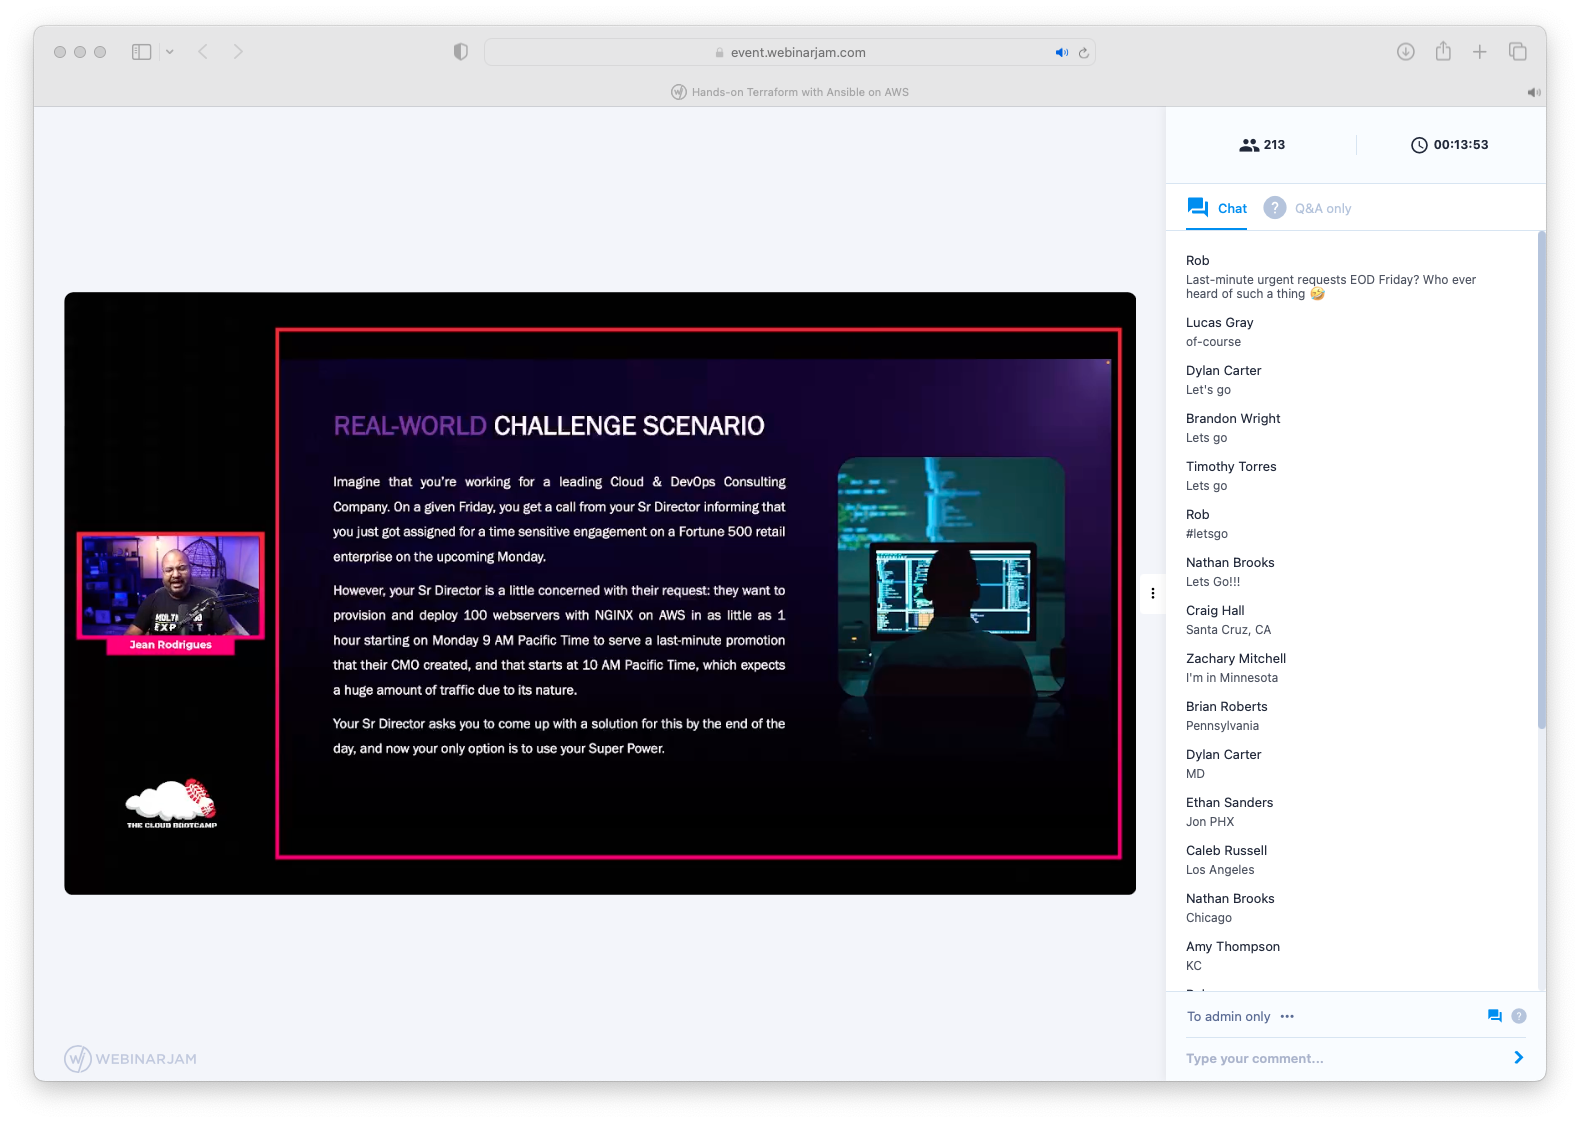 event.webinarjam.com
Hands-on Terraform with Ansible on AWS
213
00:13:53
Chat
? Q&A only
REAL-WORLD CHALLENGE SCENARIO
Imagine that you're working for a leading Cloud & DevOps Consulting
Company. On a given Friday, you get a call from your Sr Director informing that
you just got assigned for a time sensitive engagement on a Fortune 500 retail
enterprise on the upcoming Monday.
However, your Sr Director is a little concerned with their request: they want to
provision and deploy 100 webservers with NGINX on AWS in as little as 1
hour starting on Monday 9 AM Pacific Time to serve a last-minute promotion
that their CMO created, and that starts at 10 AM Pacific Time, which expects
a huge amount of traffic due to its nature.
Your Sr Director asks you to come up with a solution for this by the end of the
day, and now your only option is to use your Super Power.
Jean Rodrigues
THE CLOUD BOOTCAMP
WEBINARJAM
Rob
Last-minute urgent requests EOD Friday? Who ever
heard of such a thing 🤣
Lucas Gray
of-course
Dylan Carter
Let's go
Brandon Wright
Lets go
Timothy Torres
Lets go
Rob
#letsgo
Nathan Brooks
Lets Go!!!
Craig Hall
Santa Cruz, CA
Zachary Mitchell
I'm in Minnesota
Brian Roberts
Pennsylvania
Dylan Carter
MD
Ethan Sanders
Jon PHX
Caleb Russell
Los Angeles
Nathan Brooks
Chicago
Amy Thompson
KC
To admin only ···
?
Type your comment...